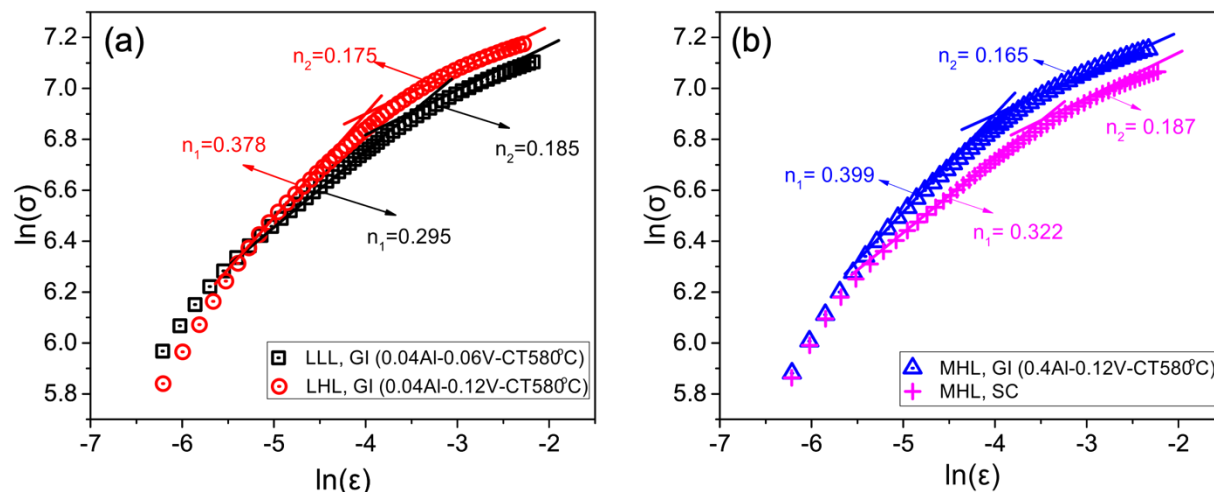 (a)
n₂=0.175
n₁=0.378
n₂=0.185
n₁=0.295
LLL, GI (0.04Al-0.06V-CT580℃)
LHL, GI (0.04Al-0.12V-CT580℃)
7.2
7.0
6.8
6.6
6.4
6.2
6.0
5.8
ln(σ)
-7 -6 -5 -4 -3 -2
ln(ε)
(b)
n₂=0.165
n₂=0.187
n₁= 0.399
n₁= 0.322
MHL, GI (0.4Al-0.12V-CT580℃)
MHL, SC
7.2
7.0
6.8
6.6
6.4
6.2
6.0
5.8
ln(σ)
-7 -6 -5 -4 -3 -2
ln(ε)